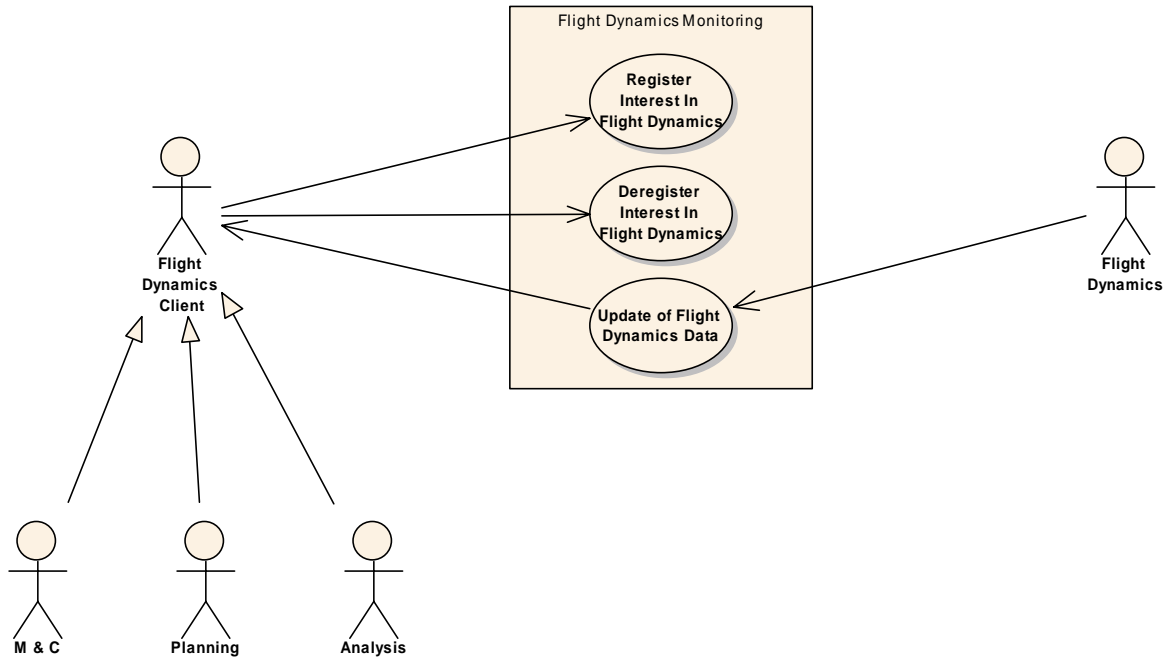 Flight Dynamics Monitoring
Register
Interest In
Flight Dynamics
Deregister
Interest In
Flight Dynamics
Update of Flight
Dynamics Data
Flight
Dynamics
Client
Flight
Dynamics
M & C
Planning
Analysis